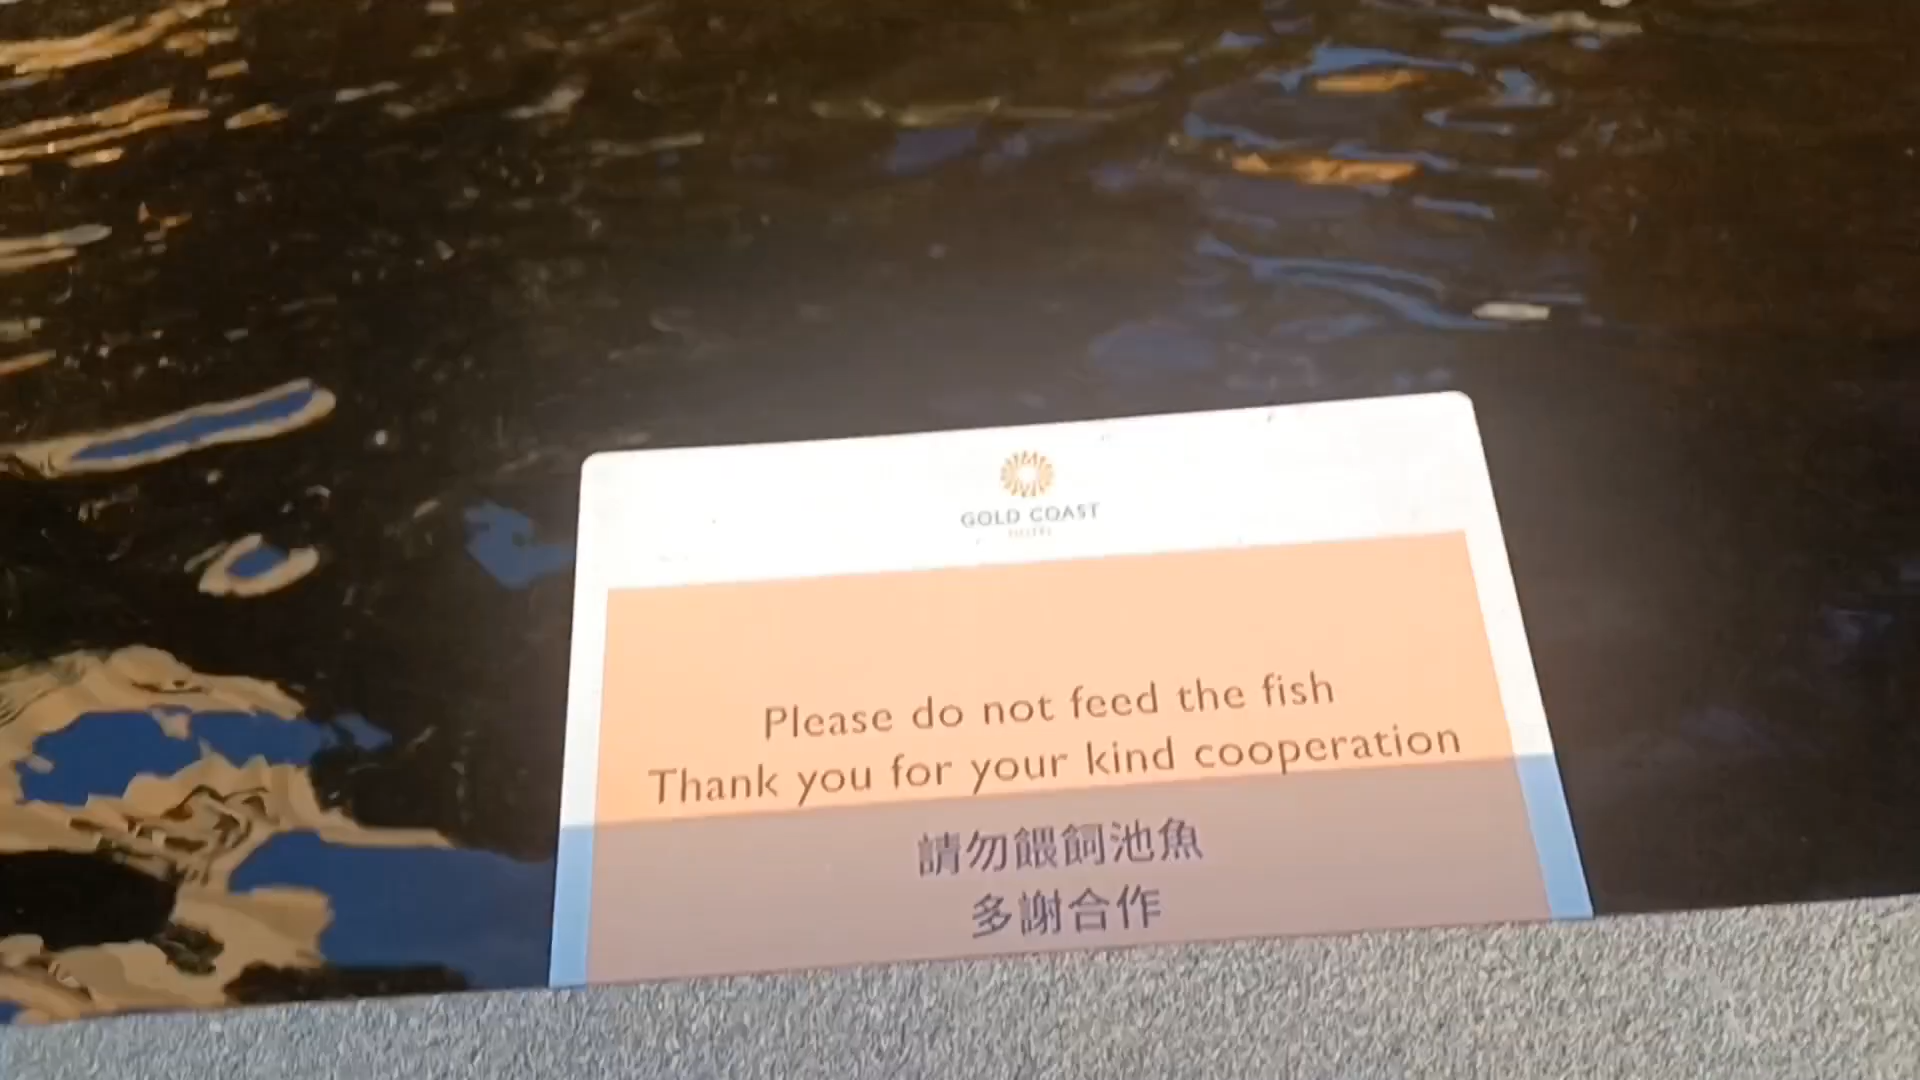 GOLD COAST
HOTEL
Please do not feed the fish
Thank you for your kind cooperation
請勿餵飼池魚
多謝合作